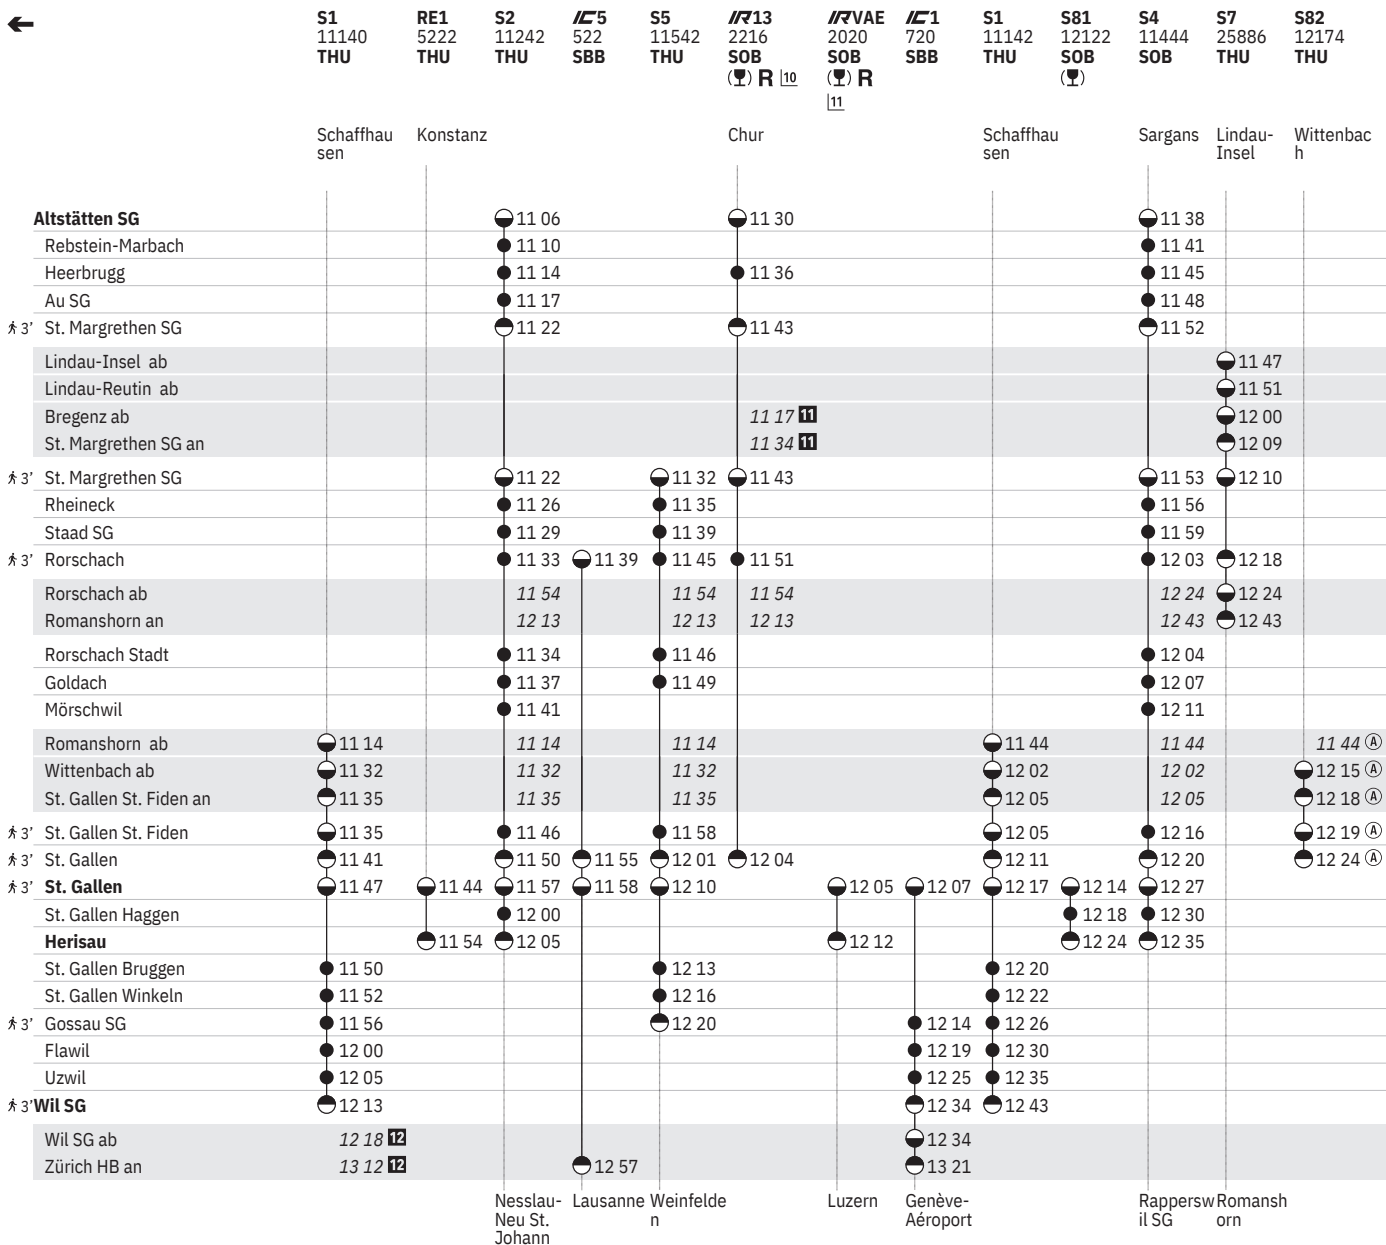 S1 RE1 S2 IC5 S5 IR13 IRVAE IC1 S1 S81 S4 S7 S82
11140 5222 11242 522 11542 2216 2020 720 11142 12122 11444 25886 12174
THU THU THU SBB THU SOB SOB SBB THU SOB SOB THU THU
R 10 R
11
Schaffhau Konstanz Chur Schaffhau Sargans Lindau- Wittenbac
sen sen Insel h
Altstätten SG 11 06 11 30 11 38
Rebstein-Marbach 11 10 11 41
Heerbrugg 11 14 11 36 11 45
Au SG 11 17 11 48
3' St. Margrethen SG 11 22 11 43 11 52
Lindau-Insel ab 11 47
Lindau-Reutin ab 11 51
Bregenz ab 11 17 11 12 00
St. Margrethen SG an 11 34 11 12 09
3' St. Margrethen SG 11 22 11 32 11 43 11 53 12 10
Rheineck 11 26 11 35 11 56
Staad SG 11 29 11 39 11 59
3' Rorschach 11 33 11 39 11 45 11 51 12 03 12 18
Rorschach ab 11 54 11 54 11 54 12 24 12 24
Romanshorn an 12 13 12 13 12 13 12 43 12 43
Rorschach Stadt 11 34 11 46 12 04
Goldach 11 37 11 49 12 07
Mörschwil 11 41 12 11
Romanshorn ab 11 14 11 14 11 14 11 44 11 44 11 44 A
Wittenbach ab 11 32 11 32 11 32 12 02 12 02 12 15 A
St. Gallen St. Fiden an 11 35 11 35 11 35 12 05 12 05 12 18 A
3' St. Gallen St. Fiden 11 35 11 46 11 58 12 05 12 16 12 19 A
3' St. Gallen 11 41 11 50 11 55 12 01 12 04 12 11 12 20 12 24 A
3' St. Gallen 11 47 11 44 11 57 11 58 12 10 12 05 12 07 12 17 12 14 12 27
St. Gallen Haggen 12 00 12 18 12 30
Herisau 11 54 12 05 12 12 12 24 12 35
St. Gallen Bruggen 11 50 12 13 12 20
St. Gallen Winkeln 11 52 12 16 12 22
3' Gossau SG 11 56 12 20 12 14 12 26
Flawil 12 00 12 19 12 30
Uzwil 12 05 12 25 12 35
3' Wil SG 12 13 12 34 12 43
Wil SG ab 12 18 12 12 34
Zürich HB an 13 12 12 12 57 13 21
Nesslau- Lausanne Weinfelde Luzern Genève- Rappersw Romansh
Neu St. n Aéroport il SG orn
Johann